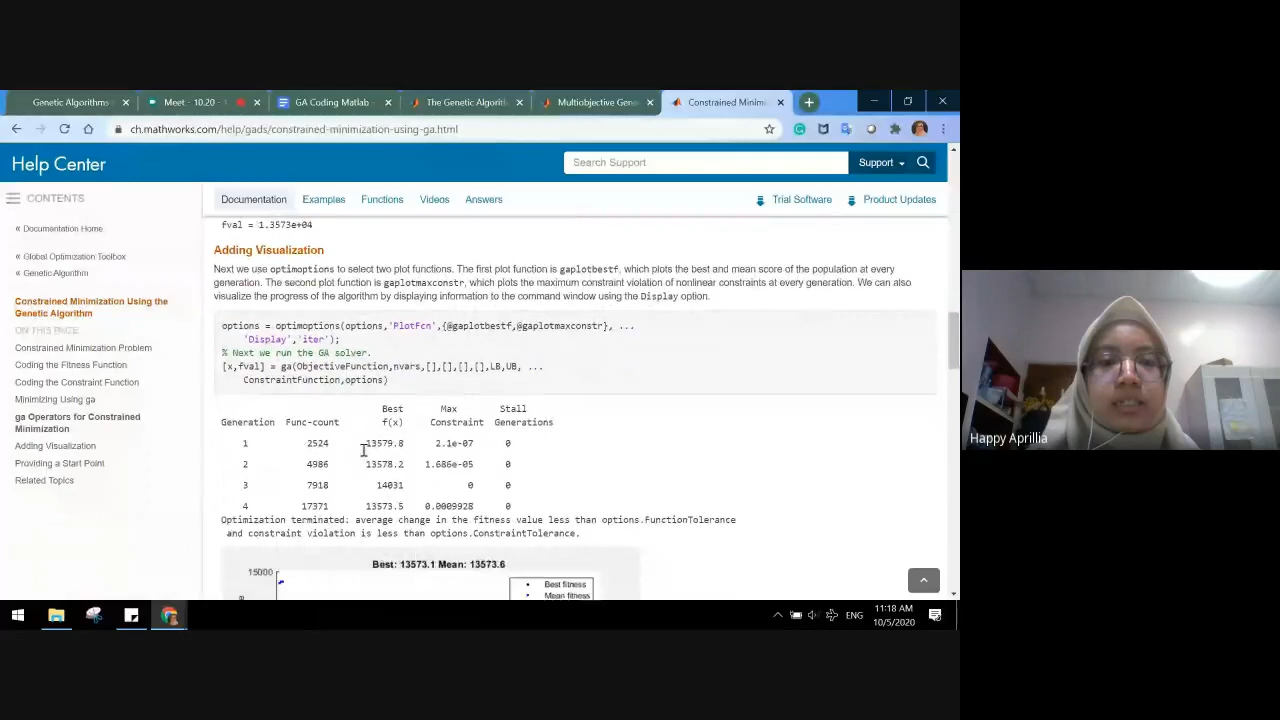 Genetic Algorithms
Meet - 10.20 - 1
GA Coding Matlab -
The Genetic Algorith
Multiobjective Gene
Constrained Minimi
ch.mathworks.com/help/gads/constrained-minimization-using-ga.html
Help Center
Search Support
Support
CONTENTS
Documentation
Examples
Functions
Videos
Answers
Trial Software
Product Updates
« Documentation Home
« Global Optimization Toolbox
« Genetic Algorithm
Constrained Minimization Using the
Genetic Algorithm
ON THIS PAGE
Constrained Minimization Problem
Coding the Fitness Function
Coding the Constraint Function
Minimizing Using ga
ga Operators for Constrained
Minimization
Adding Visualization
Providing a Start Point
Related Topics
fval = 1.3573e+04
Adding Visualization
Next we use optimoptions to select two plot functions. The first plot function is gaplotbestf, which plots the best and mean score of the population at every
generation. The second plot function is gaplotmaxconstr, which plots the maximum constraint violation of nonlinear constraints at every generation. We can also
visualize the progress of the algorithm by displaying information to the command window using the Display option.
options = optimoptions(options,'PlotFcn',{@gaplotbestf,@gaplotmaxconstr}, ...
'Display','iter');
% Next we run the GA solver.
[x,fval] = ga(ObjectiveFunction,nvars,[],[],[],[],LB,UB, ...
ConstraintFunction,options)
Best Max Stall
Generation Func-count f(x) Constraint Generations
1 2524 13579.8 2.1e-07 0
2 4986 13578.2 1.686e-05 0
3 7918 14031 0 0
4 17371 13573.5 0.0009928 0
Optimization terminated: average change in the fitness value less than options.FunctionTolerance
and constraint violation is less than options.ConstraintTolerance.
Best: 13573.1 Mean: 13573.6
15000
Best fitness
Mean fitness
ENG
11:18 AM
10/5/2020
Happy Aprillia